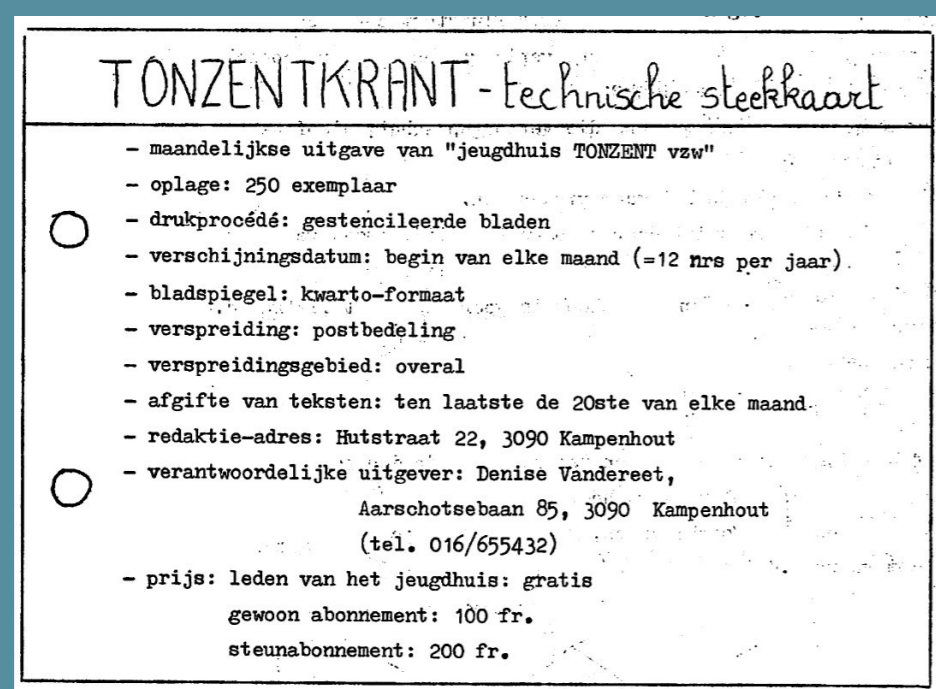 TONZENTKRANT - technische steekkaart
- maandelijkse uitgave van "jeugdhuis TONZENT vzw"
- oplage: 250 exemplaar
- drukprocédé: gestencileerde bladen
- verschijningsdatum: begin van elke maand (=12 nrs per jaar).
- bladspiegel: kwarto-formaat
- verspreiding: postbedeling
- verspreidingsgebied: overal
- afgifte van teksten: ten laatste de 20ste van elke maand
- redaktie-adres: Hutstraat 22, 3090 Kampenhout
- verantwoordelijke uitgever: Denise Vandereet,
Aarschotsebaan 85, 3090 Kampenhout
(tel. 016/655432)
- prijs: leden van het jeugdhuis: gratis
gewoon abonnement: 100 fr.
steunabonnement: 200 fr.